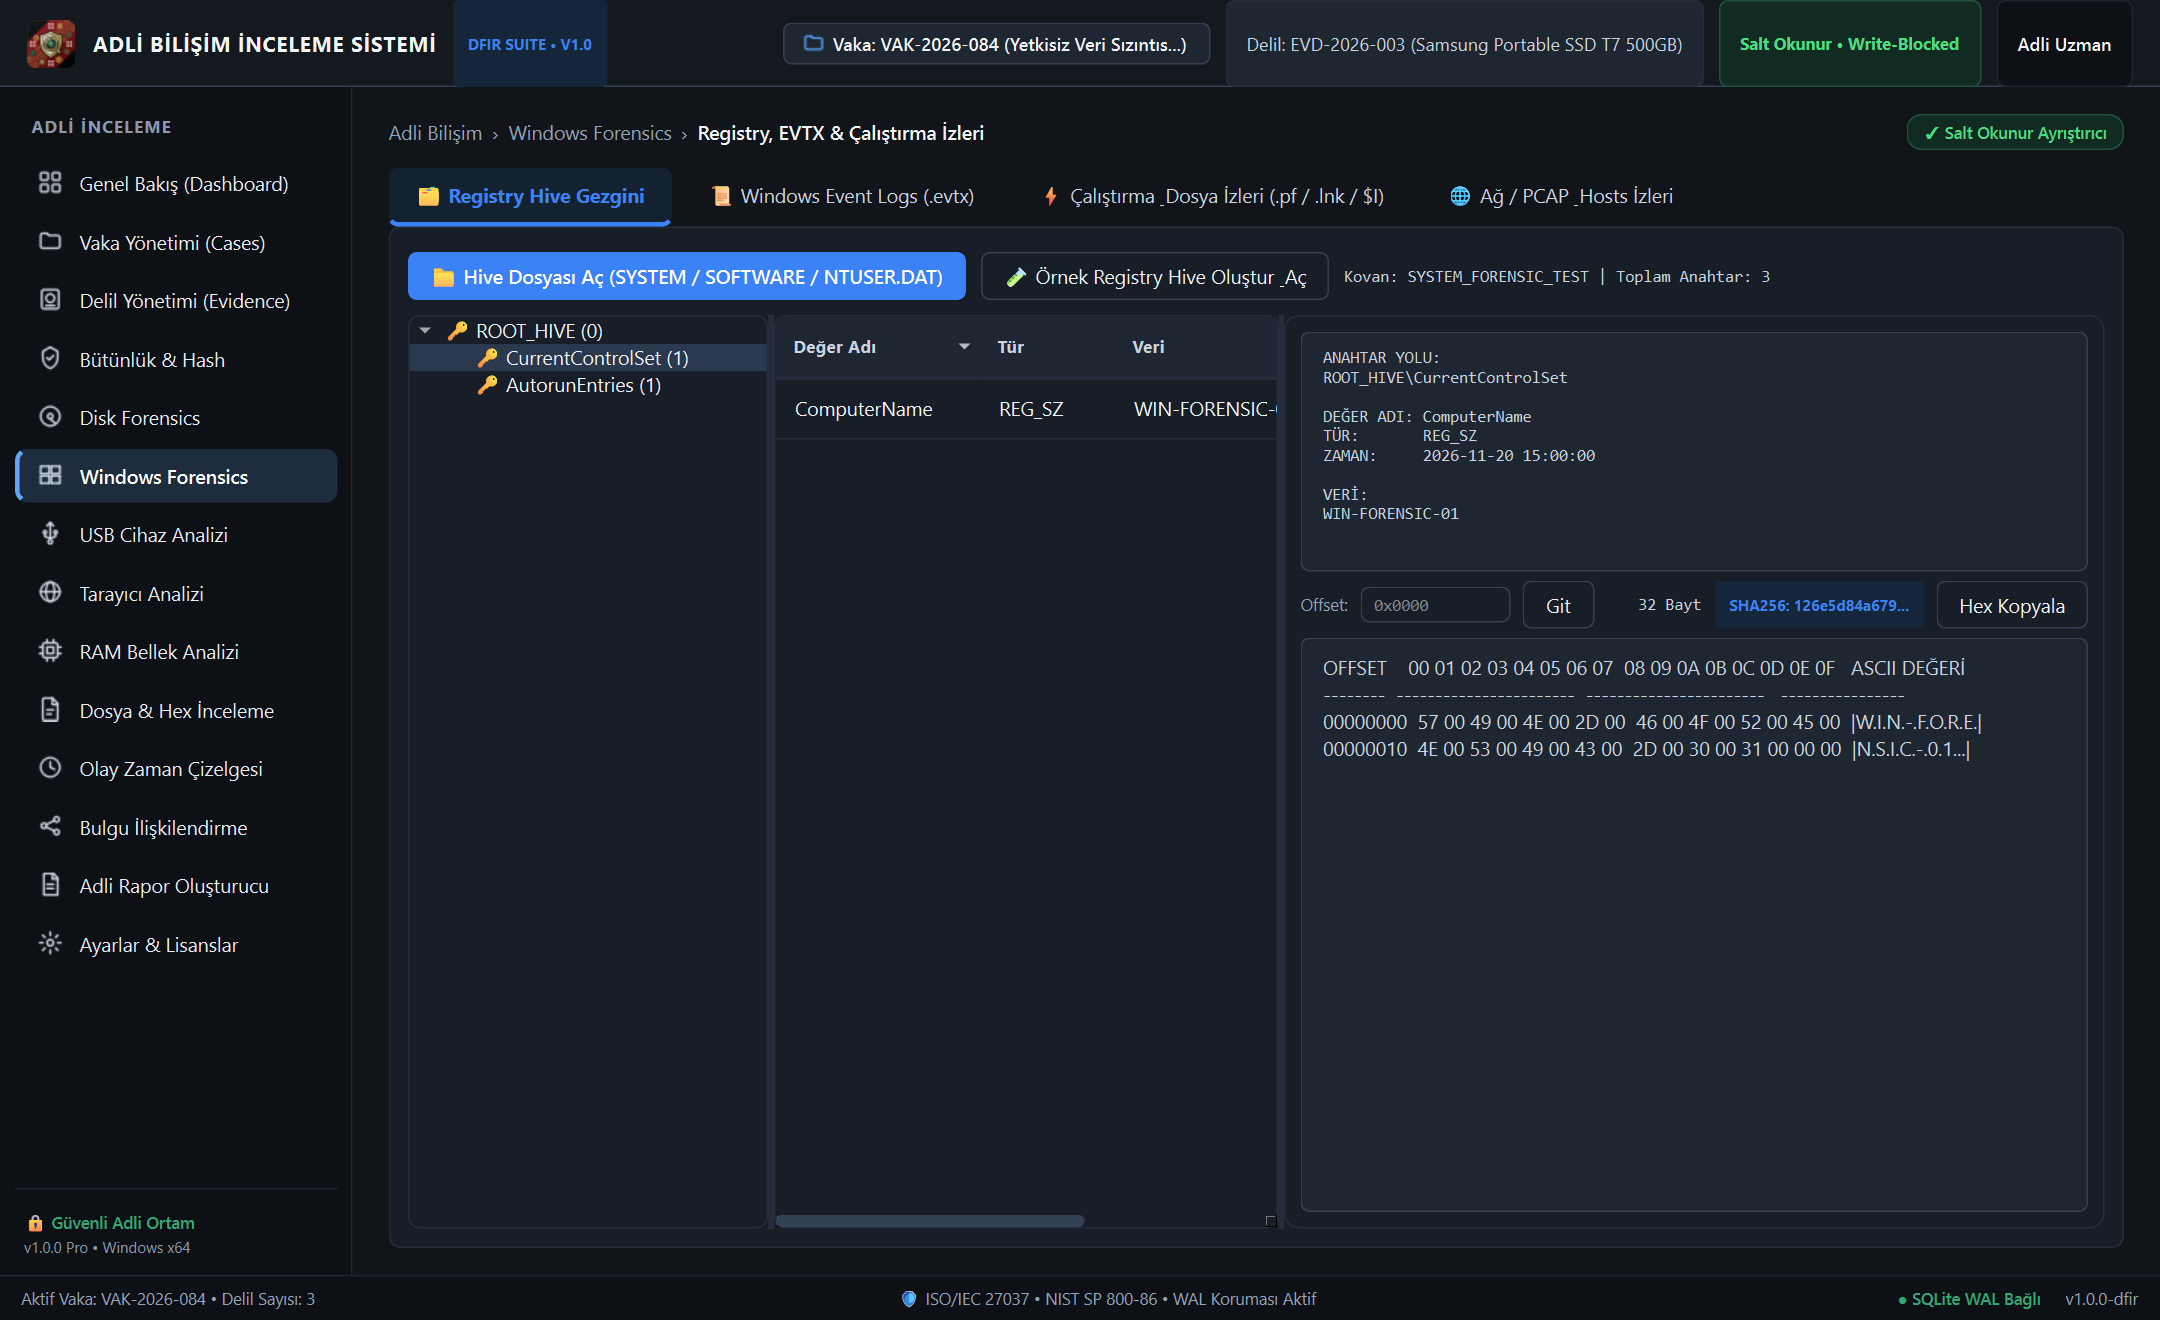 ADLİ BİLİŞİM İNCELEME SİSTEMİ
DFIR SUITE • V1.0
Vaka: VAK-2026-084 (Yetkisiz Veri Sızıntıs...)
Delil: EVD-2026-003 (Samsung Portable SSD T7 500GB)
Salt Okunur • Write-Blocked
Adli Uzman
ADLİ İNCELEME
Genel Bakış (Dashboard)
Vaka Yönetimi (Cases)
Delil Yönetimi (Evidence)
Bütünlük & Hash
Disk Forensics
Windows Forensics
USB Cihaz Analizi
Tarayıcı Analizi
RAM Bellek Analizi
Dosya & Hex İnceleme
Olay Zaman Çizelgesi
Bulgu İlişkilendirme
Adli Rapor Oluşturucu
Ayarlar & Lisanslar
Güvenli Adli Ortam
v1.0.0 Pro • Windows x64
Adli Bilişim › Windows Forensics › Registry, EVTX & Çalıştırma İzleri
✓ Salt Okunur Ayrıştırıcı
Registry Hive Gezgini
Windows Event Logs (.evtx)
Çalıştırma _Dosya İzleri (.pf / .lnk / $I)
Ağ / PCAP _Hosts İzleri
Hive Dosyası Aç (SYSTEM / SOFTWARE / NTUSER.DAT)
Örnek Registry Hive Oluştur _Aç
Kovan: SYSTEM_FORENSIC_TEST | Toplam Anahtar: 3
ROOT_HIVE (0)
CurrentControlSet (1)
AutorunEntries (1)
Değer Adı Tür Veri
ComputerName REG_SZ WIN-FORENSIC-
ANAHTAR YOLU:
ROOT_HIVE\CurrentControlSet
DEĞER ADI: ComputerName
TÜR: REG_SZ
ZAMAN: 2026-11-20 15:00:00
VERİ:
WIN-FORENSIC-01
Offset: 0x0000 Git 32 Bayt SHA256: 126e5d84a679... Hex Kopyala
OFFSET 00 01 02 03 04 05 06 07 08 09 0A 0B 0C 0D 0E 0F ASCII DEĞERİ
-------- ----------------------- ----------------------- ----------------
00000000 57 00 49 00 4E 00 2D 00 46 00 4F 00 52 00 45 00 |W.I.N.-.F.O.R.E.|
00000010 4E 00 53 00 49 00 43 00 2D 00 30 00 31 00 00 00 |N.S.I.C.-.0.1...|
Aktif Vaka: VAK-2026-084 • Delil Sayısı: 3
ISO/IEC 27037 • NIST SP 800-86 • WAL Koruması Aktif
● SQLite WAL Bağlı
v1.0.0-dfir